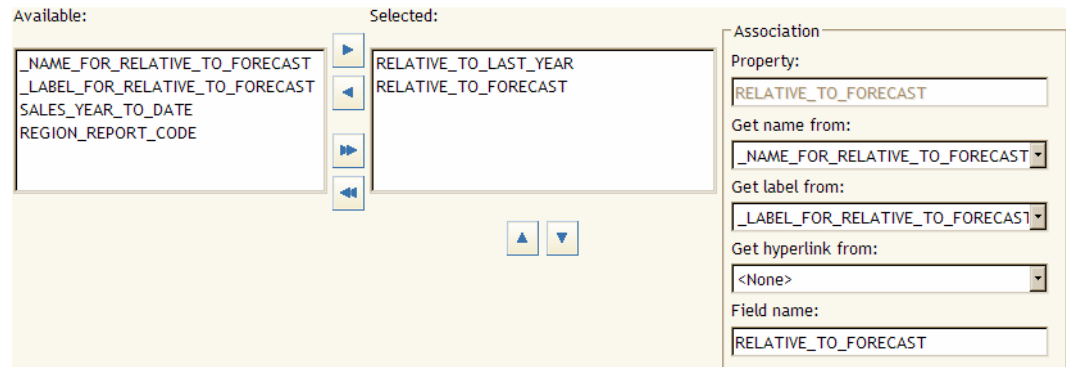 Available:
_NAME_FOR_RELATIVE_TO_FORECAST
_LABEL_FOR_RELATIVE_TO_FORECAST
SALES_YEAR_TO_DATE
REGION_REPORT_CODE
Selected:
RELATIVE_TO_LAST_YEAR
RELATIVE_TO_FORECAST
Association
Property:
RELATIVE_TO_FORECAST
Get name from:
_NAME_FOR_RELATIVE_TO_FORECAST
Get label from:
_LABEL_FOR_RELATIVE_TO_FORECAST
Get hyperlink from:
<None>
Field name:
RELATIVE_TO_FORECAST